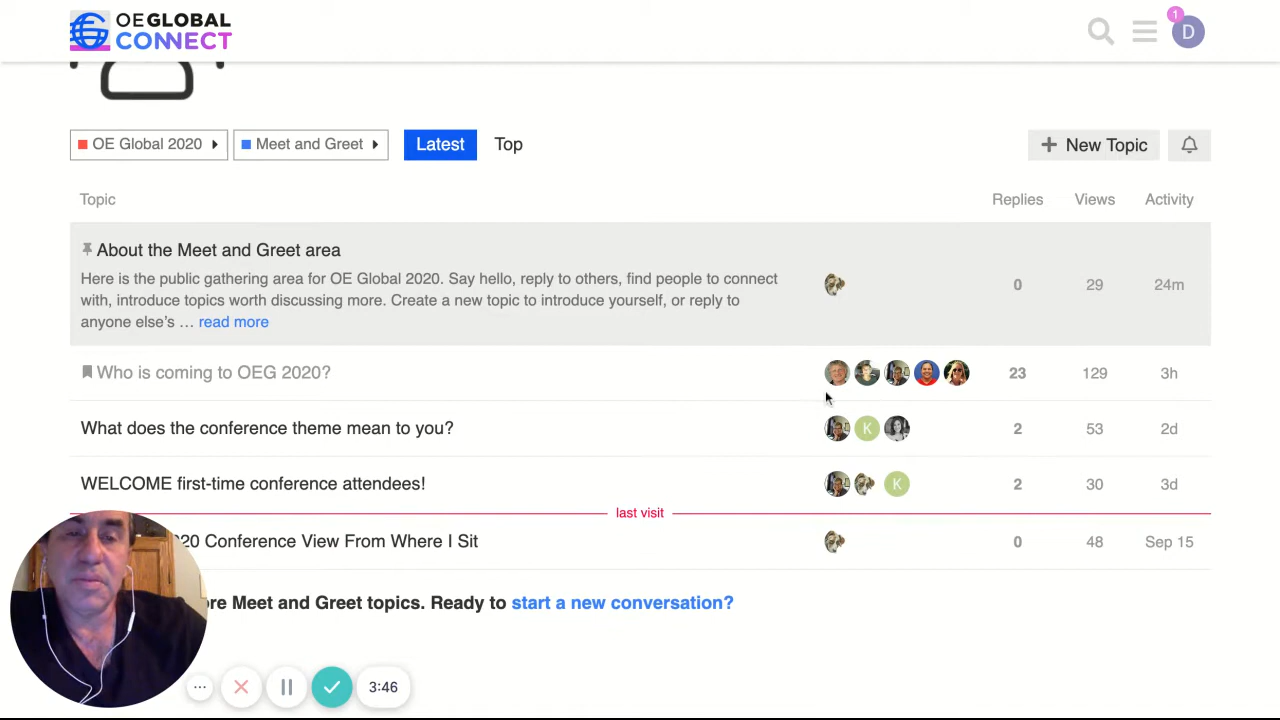 OEGLOBAL
CONNECT
1
D
OE Global 2020
Meet and Greet
Latest
Top
New Topic
Topic
Replies
Views
Activity
About the Meet and Greet area
Here is the public gathering area for OE Global 2020. Say hello, reply to others, find people to connect
with, introduce topics worth discussing more. Create a new topic to introduce yourself, or reply to
anyone else's … read more
0
29
24m
Who is coming to OEG 2020?
23
129
3h
What does the conference theme mean to you?
K
2
53
2d
WELCOME first-time conference attendees!
K
2
30
3d
last visit
20 Conference View From Where I Sit
0
48
Sep 15
re Meet and Greet topics. Ready to start a new conversation?
3:46